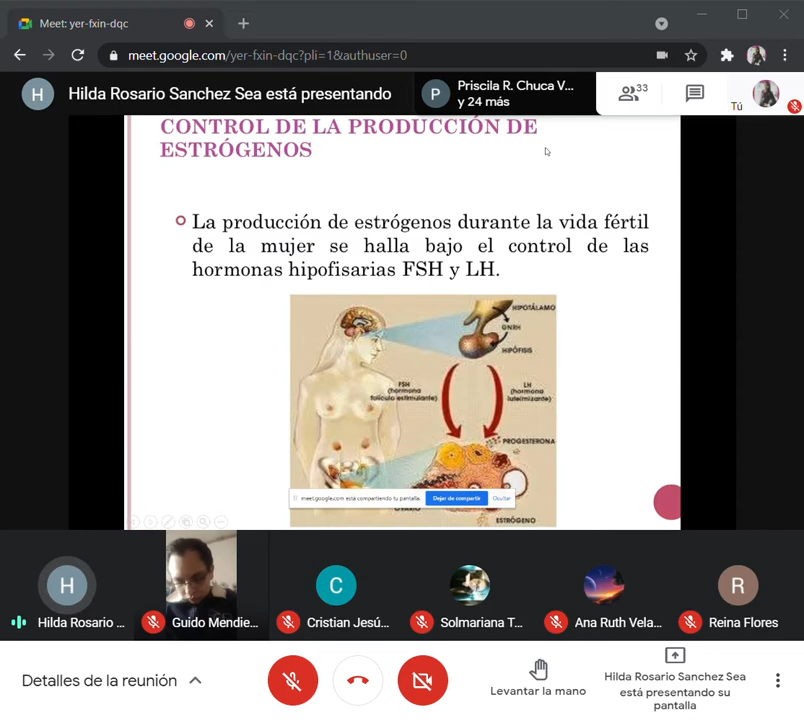 Meet: yer-fxin-dqc
meet.google.com/yer-fxin-dqc?pli=1&authuser=0
H
Hilda Rosario Sanchez Sea está presentando
P
Priscila R. Chuca V...
y 24 más
33
Tú
CONTROL DE LA PRODUCCIÓN DE
ESTRÓGENOS
La producción de estrógenos durante la vida fértil
de la mujer se halla bajo el control de las
hormonas hipofisarias FSH y LH.
HIPOTÁLAMO
GNRH
HIPÓFISIS
FSH
(hormona
folículo estimulante)
LH
(hormona
luteinizante)
PROGESTERONA
meet.google.com está compartiendo tu pantalla.
Dejar de compartir
Ocultar
OVARIO
ESTRÓGENO
H
Hilda Rosario ...
Guido Mendie...
C
Cristian Jesú...
Solmariana T...
Ana Ruth Vela...
R
Reina Flores
Detalles de la reunión
Levantar la mano
Hilda Rosario Sanchez Sea
está presentando su
pantalla